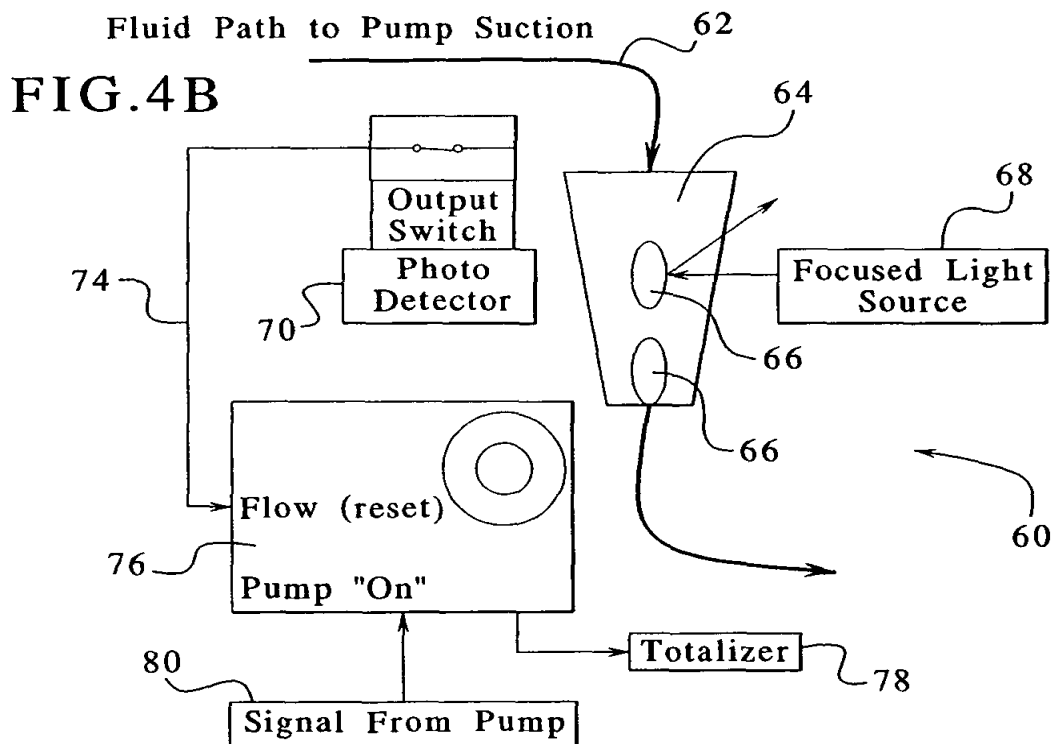 Fluid Path to Pump Suction
62
FIG.4B
64
68
Output
Switch
Photo
Detector
Focused Light
Source
74
70
66
66
Flow (reset)
60
76
Pump "On"
Totalizer
80
78
Signal From Pump